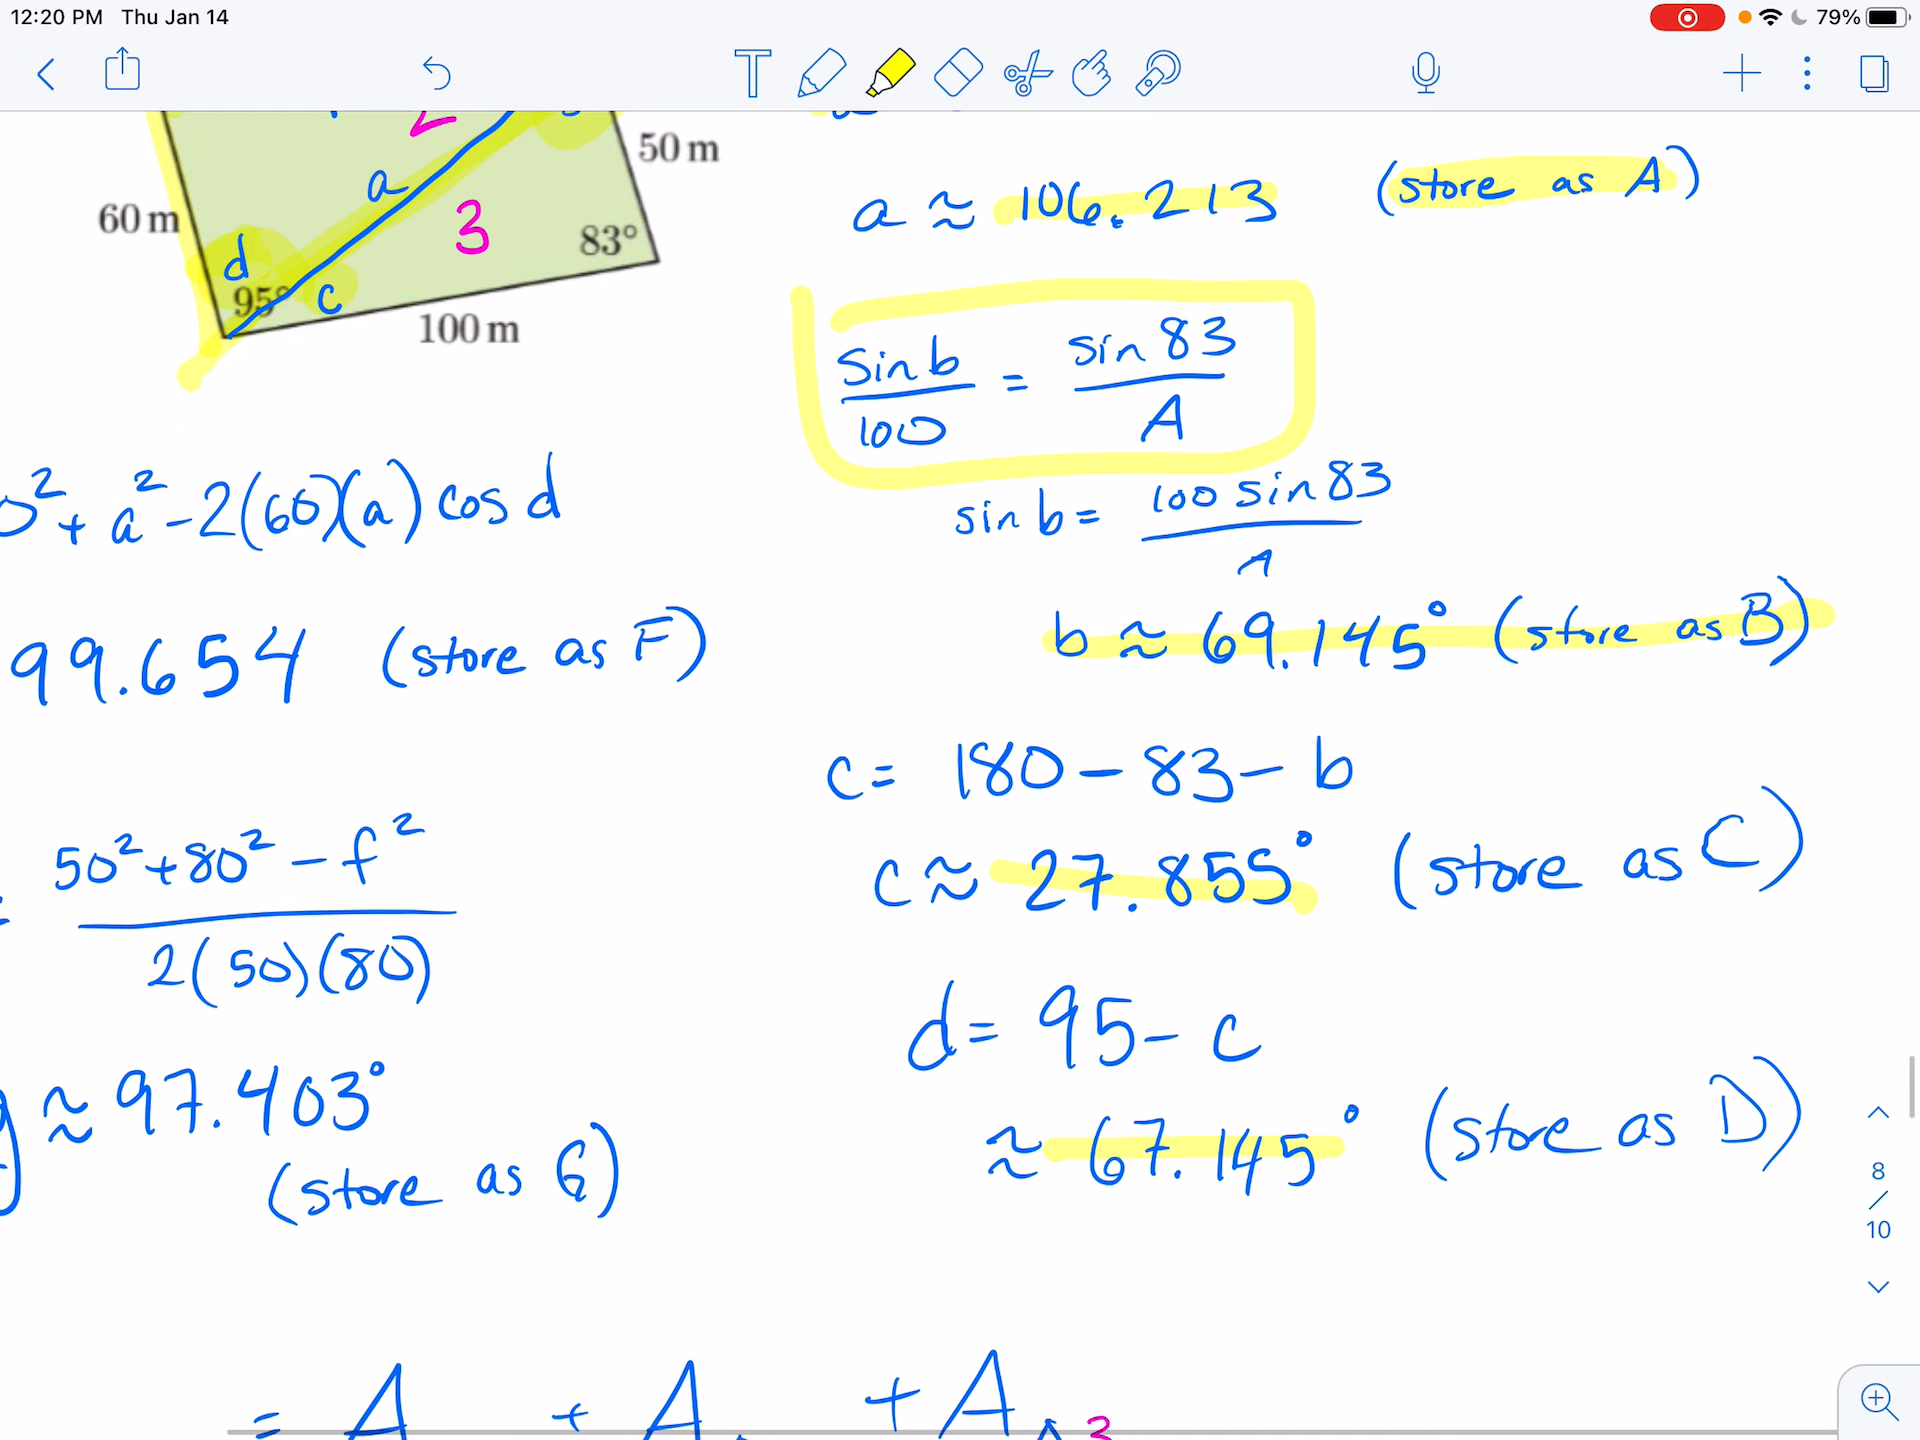 12:20 PM Thu Jan 14
79%
50 m
60 m
a
3
83°
d
95°
c
100 m
a ≈ 106.213 (store as A)
sin b / 100 = sin 83 / A
sin b = 100 sin 83 / A
b ≈ 69.145° (store as B)
² + a² - 2(60)(a) cos d
99.654 (store as F)
c = 180 - 83 - b
c ≈ 27.855° (store as C)
50² + 80² - f² / 2(50)(80)
d = 95 - c
≈ 67.145° (store as D)
g ≈ 97.403°
(store as G)
8 / 10
= A + A + A